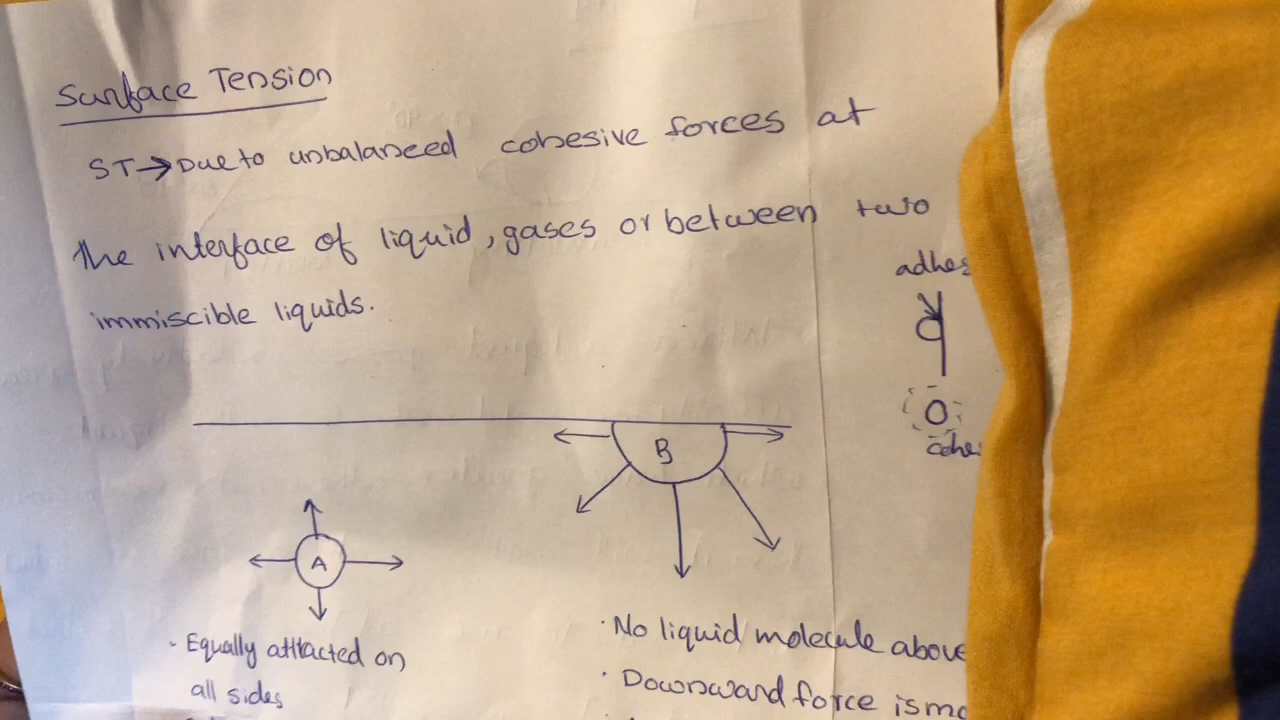 Surface Tension
ST→Due to unbalanced cohesive forces at
the interface of liquid, gases or between two
immiscible liquids.
adhes
B
cohe
A
· Equally attracted on
all sides
· No liquid molecule above
· Downward force is mo